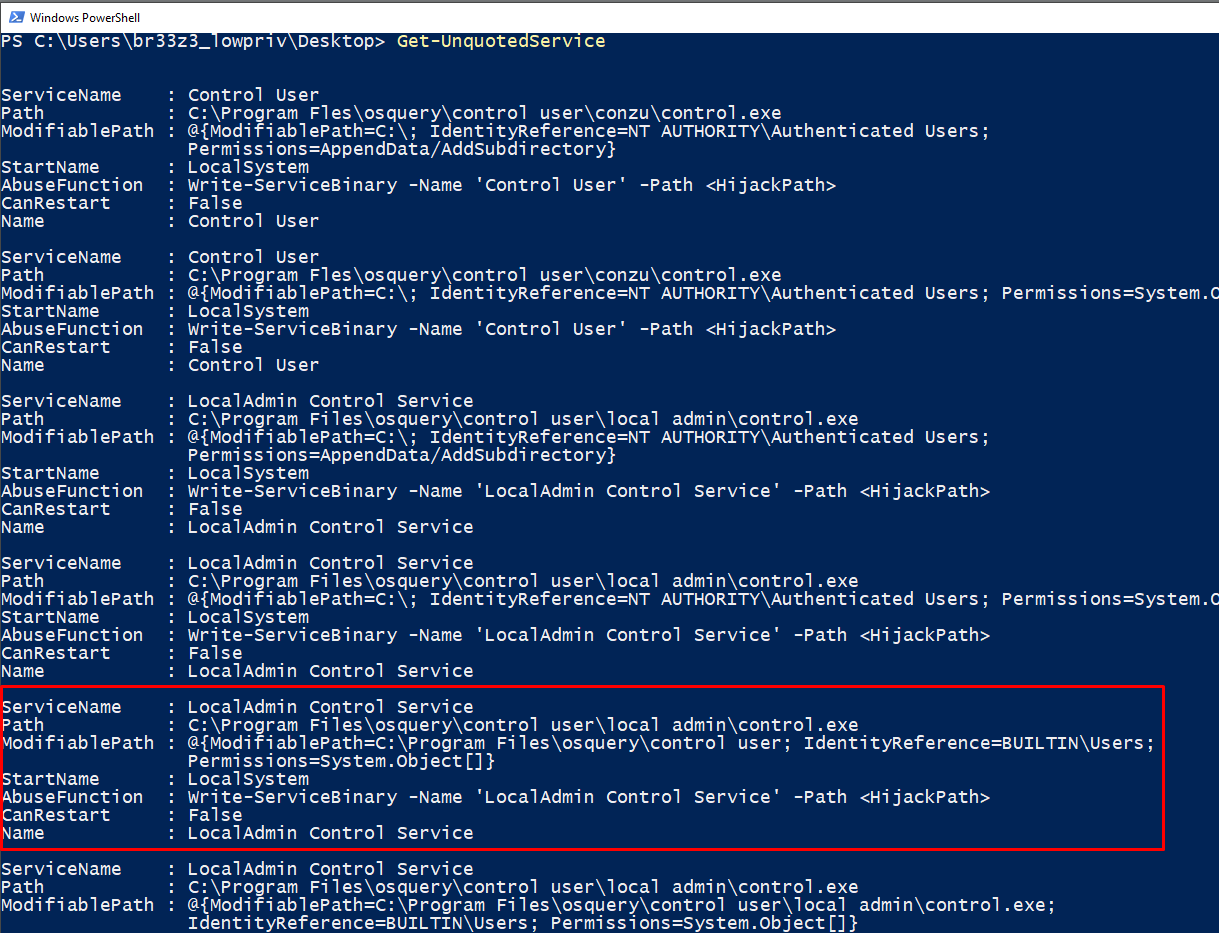 Windows PowerShell
PS C:\Users\br33z3_lowpriv\Desktop> Get-UnquotedService
ServiceName    : Control User
Path           : C:\Program Fles\osquery\control user\conzu\control.exe
ModifiablePath : @{ModifiablePath=C:\; IdentityReference=NT AUTHORITY\Authenticated Users;
                 Permissions=AppendData/AddSubdirectory}
StartName      : LocalSystem
AbuseFunction  : Write-ServiceBinary -Name 'Control User' -Path <HijackPath>
CanRestart     : False
Name           : Control User
ServiceName    : Control User
Path           : C:\Program Fles\osquery\control user\conzu\control.exe
ModifiablePath : @{ModifiablePath=C:\; IdentityReference=NT AUTHORITY\Authenticated Users; Permissions=System.O
StartName      : LocalSystem
AbuseFunction  : Write-ServiceBinary -Name 'Control User' -Path <HijackPath>
CanRestart     : False
Name           : Control User
ServiceName    : LocalAdmin Control Service
Path           : C:\Program Files\osquery\control user\local admin\control.exe
ModifiablePath : @{ModifiablePath=C:\; IdentityReference=NT AUTHORITY\Authenticated Users;
                 Permissions=AppendData/AddSubdirectory}
StartName      : LocalSystem
AbuseFunction  : Write-ServiceBinary -Name 'LocalAdmin Control Service' -Path <HijackPath>
CanRestart     : False
Name           : LocalAdmin Control Service
ServiceName    : LocalAdmin Control Service
Path           : C:\Program Files\osquery\control user\local admin\control.exe
ModifiablePath : @{ModifiablePath=C:\; IdentityReference=NT AUTHORITY\Authenticated Users; Permissions=System.O
StartName      : LocalSystem
AbuseFunction  : Write-ServiceBinary -Name 'LocalAdmin Control Service' -Path <HijackPath>
CanRestart     : False
Name           : LocalAdmin Control Service
ServiceName    : LocalAdmin Control Service
Path           : C:\Program Files\osquery\control user\local admin\control.exe
ModifiablePath : @{ModifiablePath=C:\Program Files\osquery\control user; IdentityReference=BUILTIN\Users;
                 Permissions=System.Object[]}
StartName      : LocalSystem
AbuseFunction  : Write-ServiceBinary -Name 'LocalAdmin Control Service' -Path <HijackPath>
CanRestart     : False
Name           : LocalAdmin Control Service
ServiceName    : LocalAdmin Control Service
Path           : C:\Program Files\osquery\control user\local admin\control.exe
ModifiablePath : @{ModifiablePath=C:\Program Files\osquery\control user\local admin\control.exe;
                 IdentityReference=BUILTIN\Users; Permissions=System.Object[]}